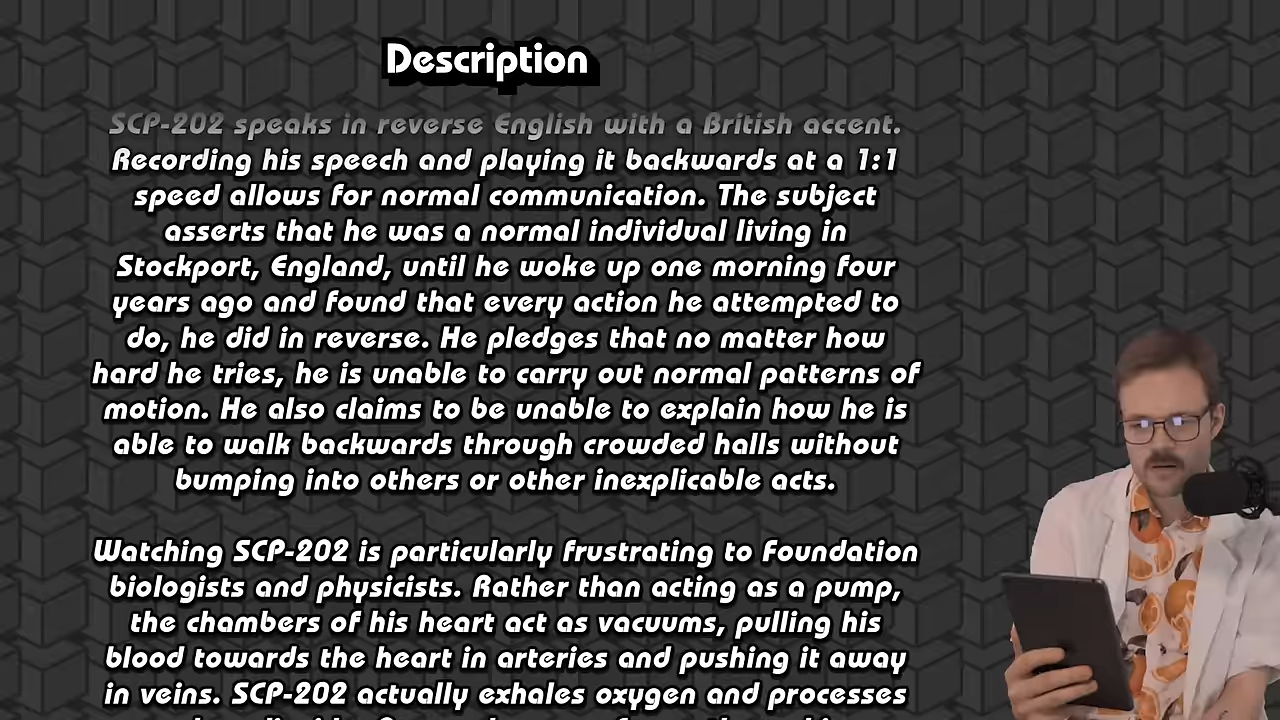 Description
SCP-202 speaks in reverse English with a British accent.
Recording his speech and playing it backwards at a 1:1
speed allows for normal communication. The subject
asserts that he was a normal individual living in
Stockport, England, until he woke up one morning four
years ago and found that every action he attempted to
do, he did in reverse. He pledges that no matter how
hard he tries, he is unable to carry out normal patterns of
motion. He also claims to be unable to explain how he is
able to walk backwards through crowded halls without
bumping into others or other inexplicable acts.
Watching SCP-202 is particularly frustrating to Foundation
biologists and physicists. Rather than acting as a pump,
the chambers of his heart act as vacuums, pulling his
blood towards the heart in arteries and pushing it away
in veins. SCP-202 actually exhales oxygen and processes